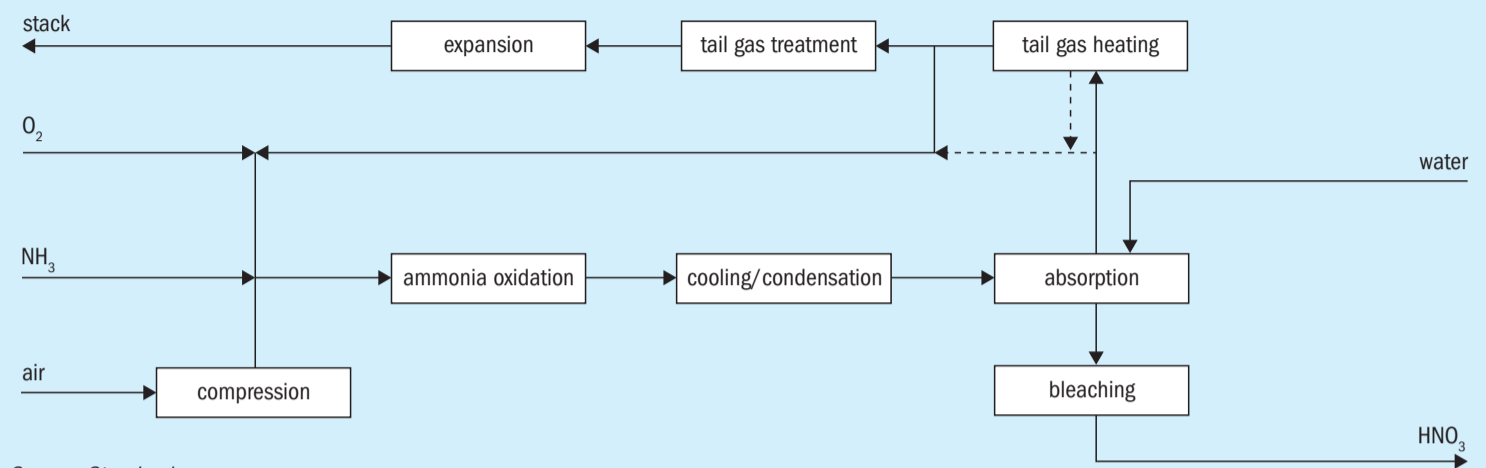 stack
expansion
tail gas treatment
tail gas heating
O₂
water
NH₃
ammonia oxidation
cooling/condensation
absorption
air
compression
bleaching
HNO₃